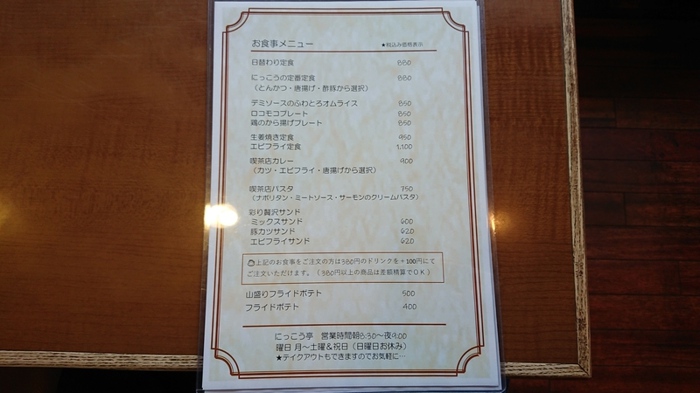 お食事メニュー ★税込み価格表示
日替わり定食 880
にっこうの定番定食 880
(とんかつ・唐揚げ・酢豚から選択)
デミソースのふわとろオムライス 850
ロコモコプレート 850
鶏のから揚げプレート 850
生姜焼き定食 950
エビフライ定食 1,100
喫茶店カレー 900
(カツ・エビフライ・唐揚げから選択)
喫茶店パスタ 750
(ナポリタン・ミートソース・サーモンのクリームパスタ)
彩り贅沢サンド
ミックスサンド 600
豚カツサンド 620
エビフライサンド 620
上記のお食事をご注文の方は380円のドリンクを+100円にて
ご注文いただけます。(380円以上の商品は差額精算でOK)
山盛りフライドポテト 500
フライドポテト 400
にっこう亭 営業時間朝8:30~夜9:00
曜日 月~土曜&祝日(日曜日お休み)
★テイクアウトもできますのでお気軽に…